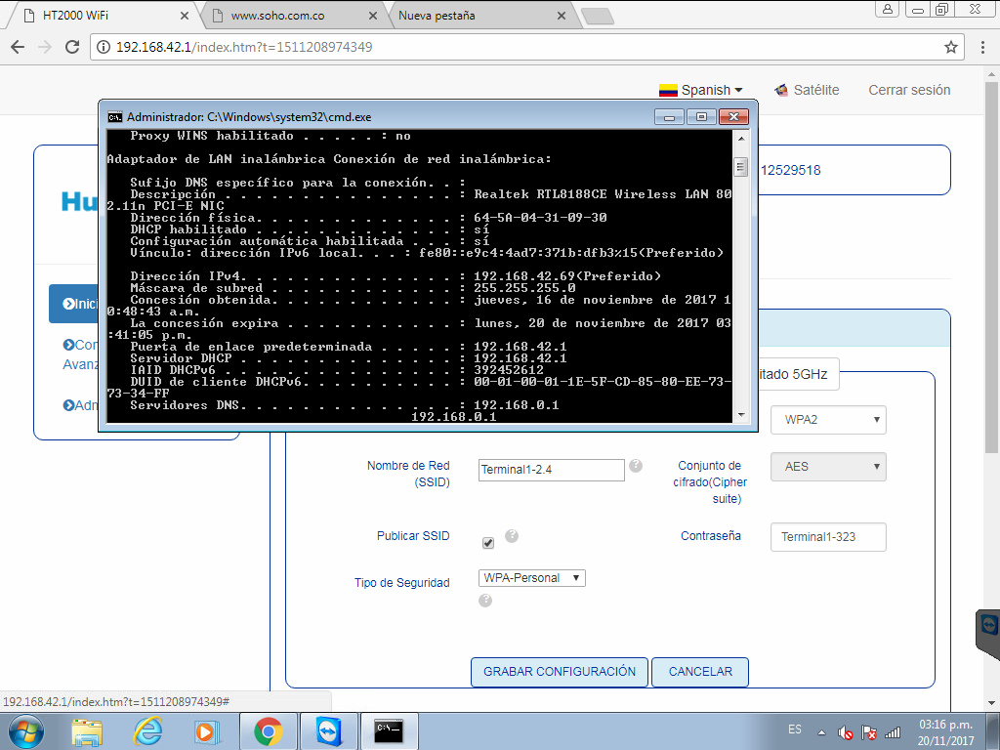 HT2000 WiFi
www.soho.com.co
Nueva pestaña
192.168.42.1/index.htm?t=1511208974349
Spanish
Satélite
Cerrar sesión
Administrador: C:\Windows\system32\cmd.exe
Proxy WINS habilitado . . . . . : no
Adaptador de LAN inalámbrica Conexión de red inalámbrica:
Sufijo DNS específico para la conexión. . :
Descripción . . . . . . . . . . . . . . . : Realtek RTL8188CE Wireless LAN 80
2.11n PCI-E NIC
Dirección física. . . . . . . . . . . . . : 64-5A-04-31-09-30
DHCP habilitado . . . . . . . . . . . . . : sí
Configuración automática habilitada . . . : sí
Vínculo: dirección IPv6 local. . . : fe80::e9c4:4ad7:371b:dfb3%15(Preferido)
Dirección IPv4. . . . . . . . . . . . . . : 192.168.42.69(Preferido)
Máscara de subred . . . . . . . . . . . . : 255.255.255.0
Concesión obtenida. . . . . . . . . . . . : jueves, 16 de noviembre de 2017 1
0:48:43 a.m.
La concesión expira . . . . . . . . . . . : lunes, 20 de noviembre de 2017 03
:41:05 p.m.
Puerta de enlace predeterminada . . . . . : 192.168.42.1
Servidor DHCP . . . . . . . . . . . . . . : 192.168.42.1
IAID DHCPv6 . . . . . . . . . . . . . . . : 392452612
DUID de cliente DHCPv6. . . . . . . . . . : 00-01-00-01-1E-5F-CD-85-80-EE-73-
73-34-FF
Servidores DNS. . . . . . . . . . . . . . : 192.168.0.1
192.168.0.1
12529518
Hu
Inici
Con
Avanz
Adm
itado 5GHz
WPA2
Nombre de Red
(SSID)
Terminal1-2.4
Conjunto de
cifrado(Cipher
suite)
AES
Publicar SSID
Contraseña
Terminal1-323
Tipo de Seguridad
WPA-Personal
GRABAR CONFIGURACIÓN
CANCELAR
192.168.42.1/index.htm?t=1511208974349#
ES
03:16 p.m.
20/11/2017